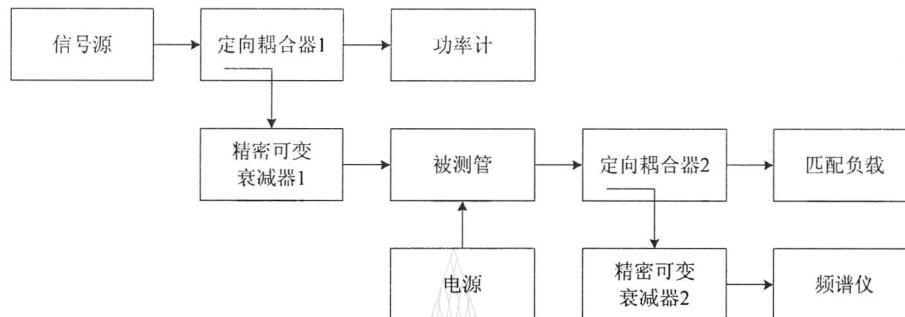 信号源
定向耦合器1
功率计
精密可变
衰减器1
被测管
定向耦合器2
匹配负载
电源
精密可变
衰减器2
频谱仪